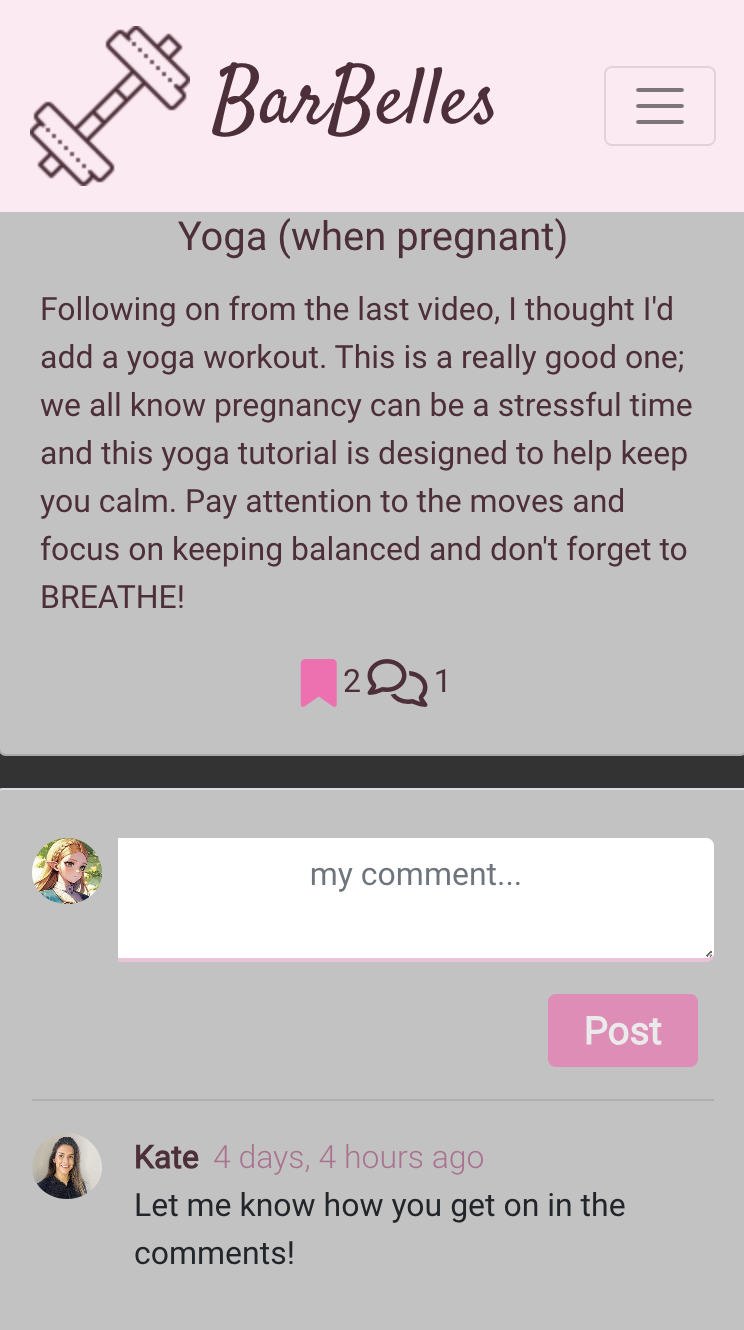 BarBelles
Yoga (when pregnant)
Following on from the last video, I thought I'd
add a yoga workout. This is a really good one;
we all know pregnancy can be a stressful time
and this yoga tutorial is designed to help keep
you calm. Pay attention to the moves and
focus on keeping balanced and don't forget to
BREATHE!
2 1
my comment...
Post
Kate 4 days, 4 hours ago
Let me know how you get on in the
comments!